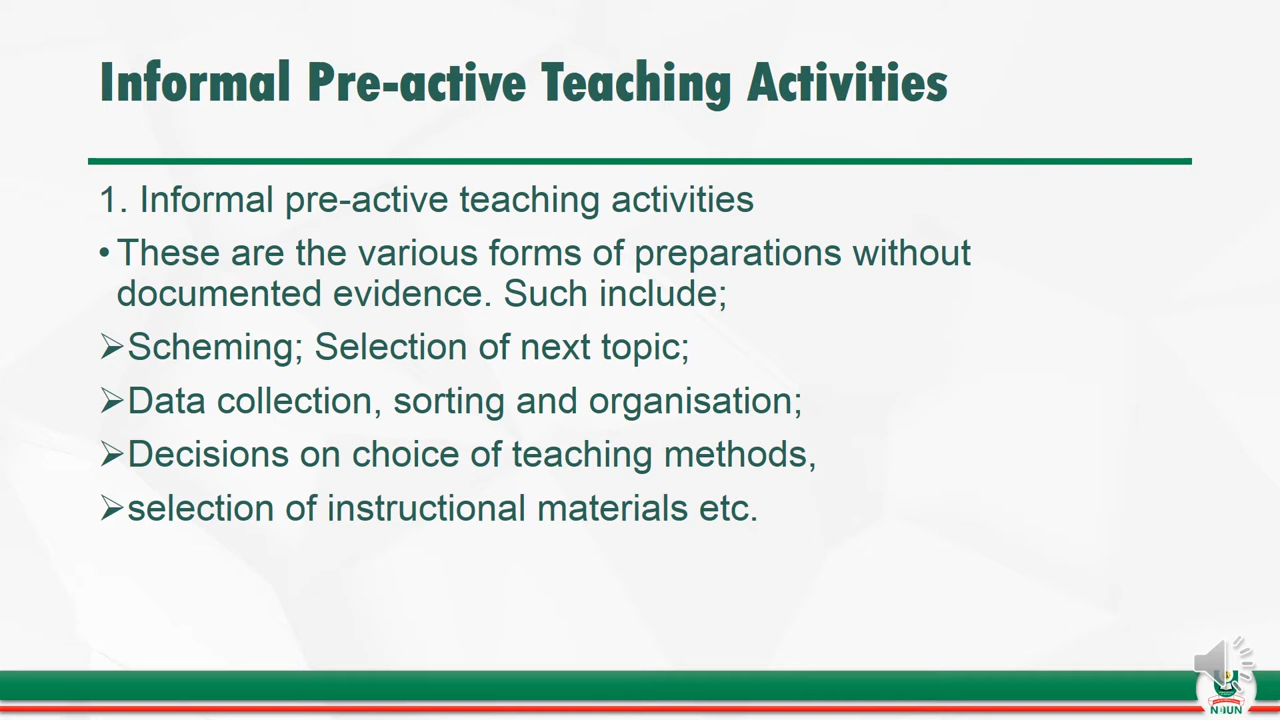 Informal Pre-active Teaching Activities
1. Informal pre-active teaching activities
• These are the various forms of preparations without
documented evidence. Such include;
➢Scheming; Selection of next topic;
➢Data collection, sorting and organisation;
➢Decisions on choice of teaching methods,
➢selection of instructional materials etc.
NOUN